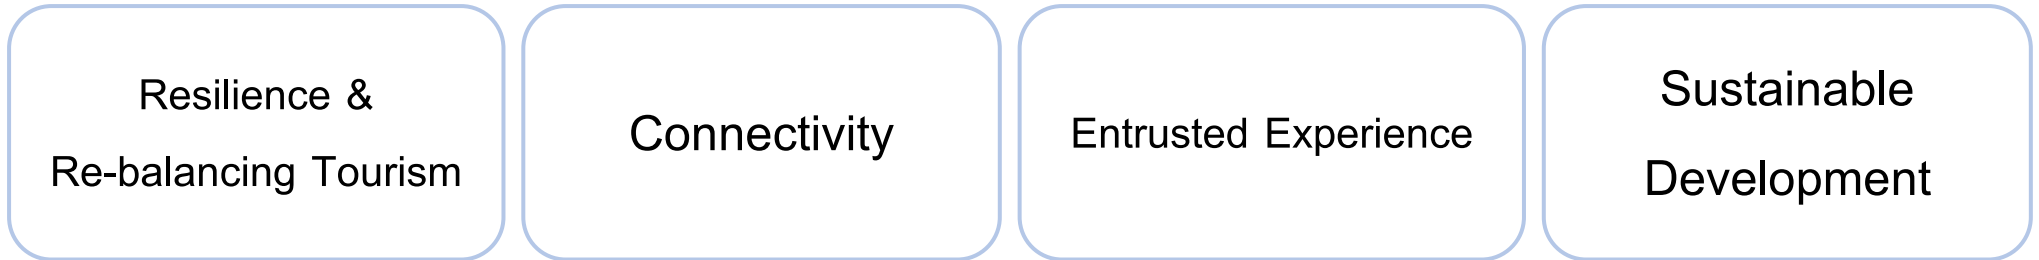 Resilience &
Re-balancing Tourism
Connectivity
Entrusted Experience
Sustainable
Development